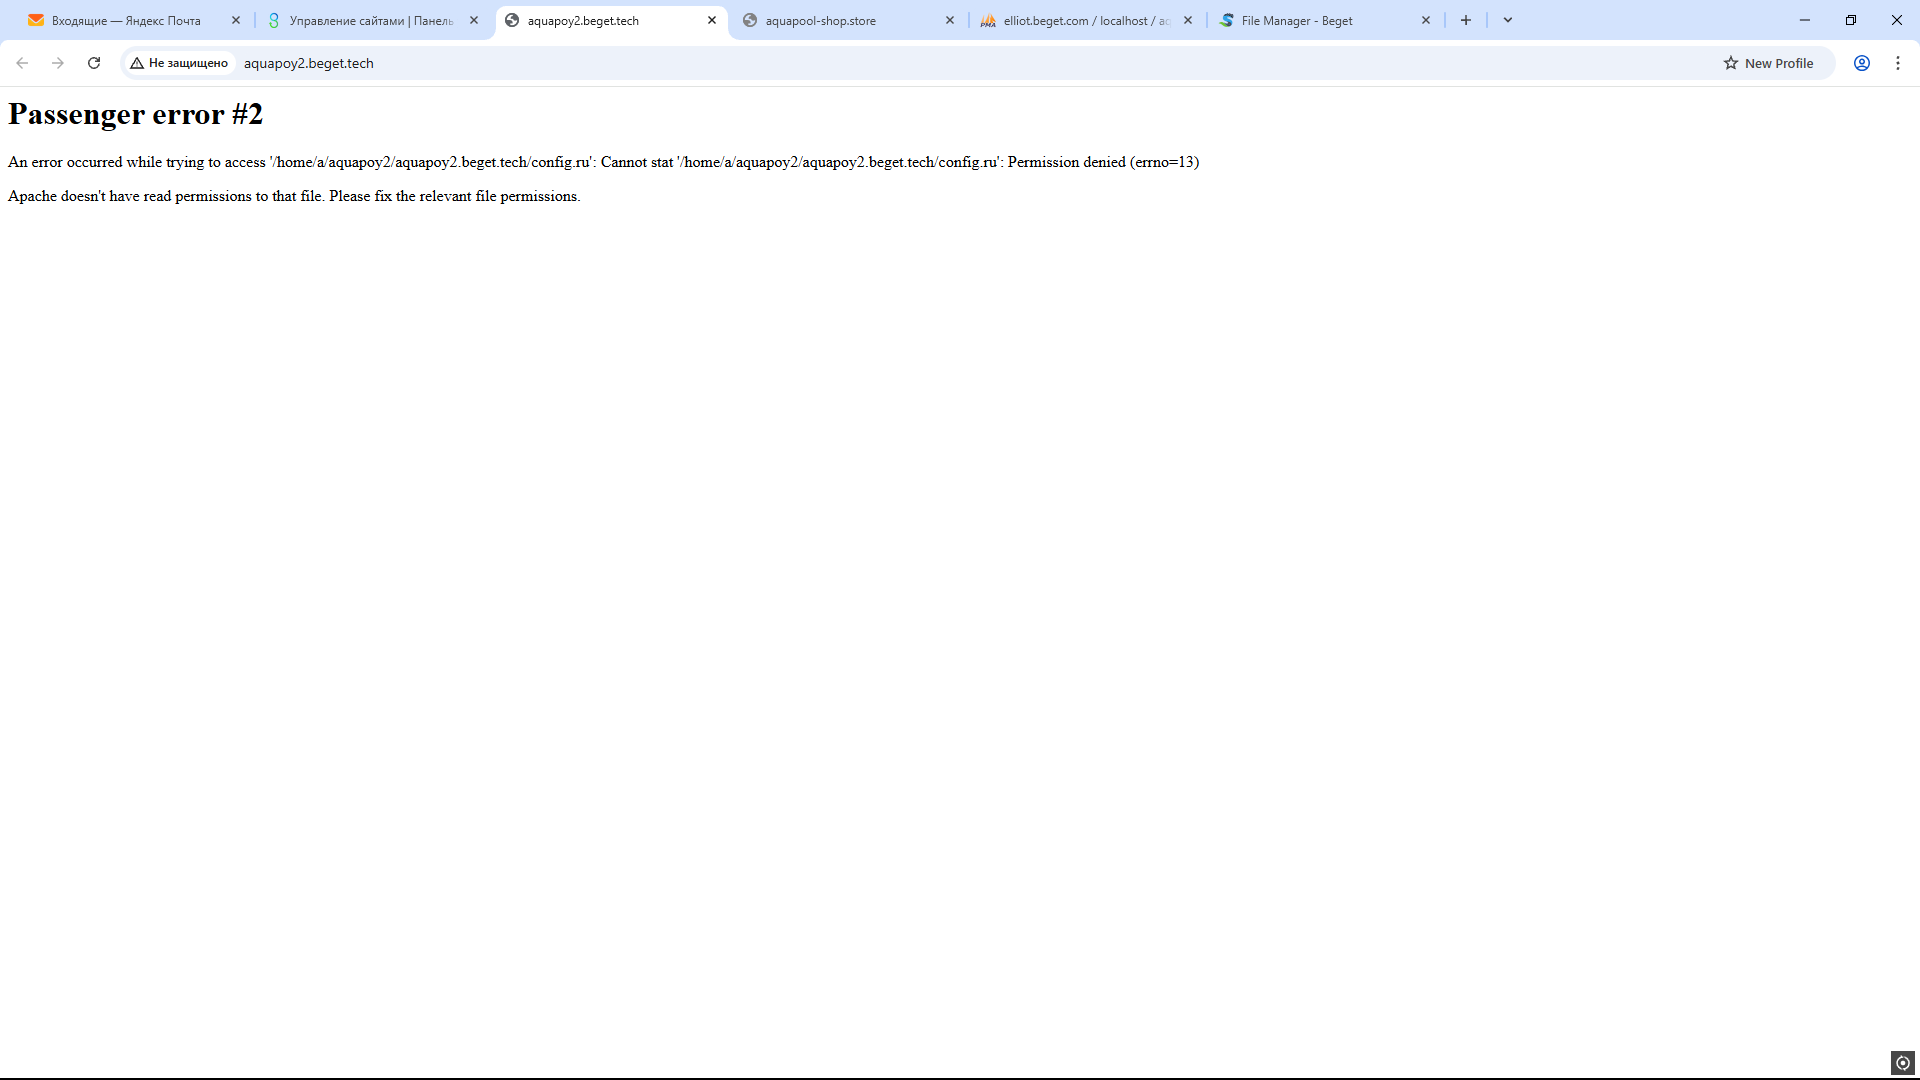 Входящие — Яндекс Почта
Управление сайтами | Панель
aquapoy2.beget.tech
aquapool-shop.store
elliot.beget.com / localhost / aq
File Manager - Beget
Не защищено
aquapoy2.beget.tech
New Profile
Passenger error #2
An error occurred while trying to access '/home/a/aquapoy2/aquapoy2.beget.tech/config.ru': Cannot stat '/home/a/aquapoy2/aquapoy2.beget.tech/config.ru': Permission denied (errno=13)
Apache doesn't have read permissions to that file. Please fix the relevant file permissions.